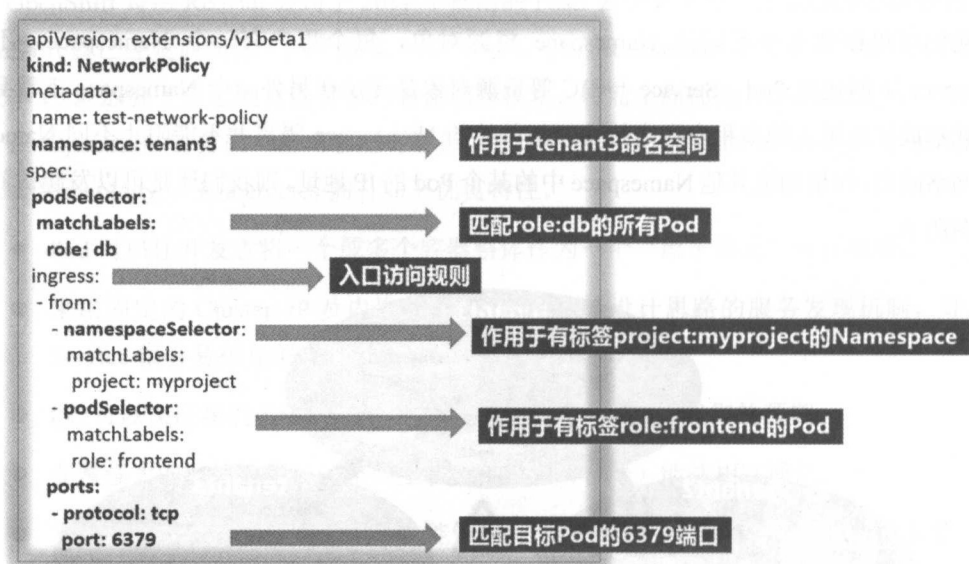 apiVersion: extensions/v1beta1
kind: NetworkPolicy
metadata:
name: test-network-policy
namespace: tenant3
作用于tenant3命名空间
spec:
podSelector:
matchLabels:
匹配role:db的所有Pod
role: db
ingress:
入口访问规则
- from:
- namespaceSelector:
作用于有标签project:myproject的Namespace
matchLabels:
project: myproject
- podSelector:
作用于有标签role:frontend的Pod
matchLabels:
role: frontend
ports:
- protocol: tcp
port: 6379
匹配目标Pod的6379端口